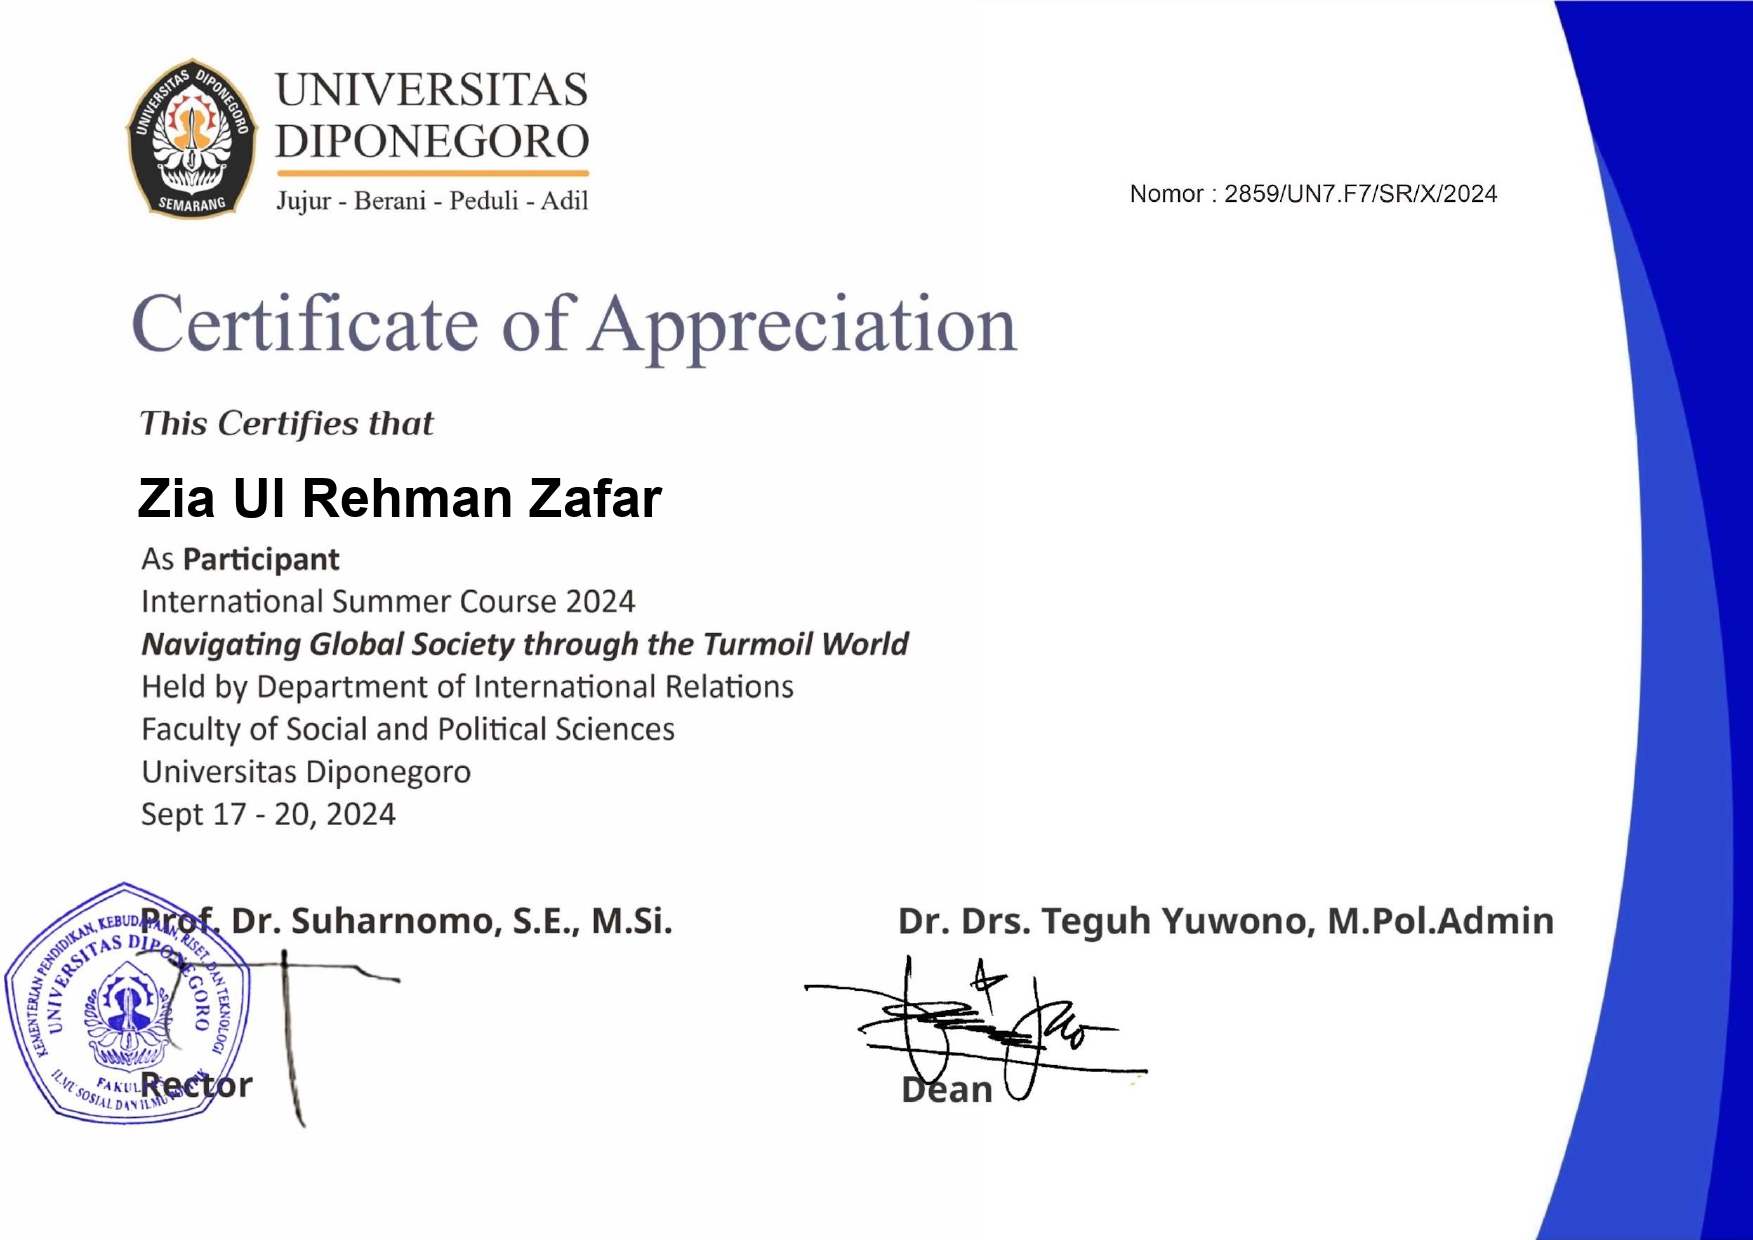 UNIVERSITAS DIPONEGORO
SEMARANG
UNIVERSITAS
DIPONEGORO
Jujur - Berani - Peduli - Adil
Nomor : 2859/UN7.F7/SR/X/2024
Certificate of Appreciation
This Certifies that
Zia Ul Rehman Zafar
As Participant
International Summer Course 2024
Navigating Global Society through the Turmoil World
Held by Department of International Relations
Faculty of Social and Political Sciences
Universitas Diponegoro
Sept 17 - 20, 2024
Prof. Dr. Suharnomo, S.E., M.Si.
Dr. Drs. Teguh Yuwono, M.Pol.Admin
KEMENTERIAN PENDIDIKAN, KEBUDAYAAN, RISET, DAN TEKNOLOGI
UNIVERSITAS DIPONEGORO
ILMU SOSIAL DAN ILMU
Rector
Dean